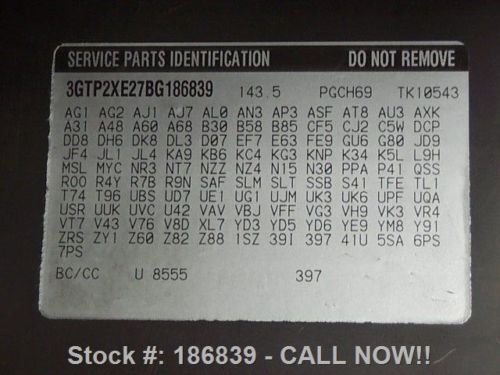 SERVICE PARTS IDENTIFICATION DO NOT REMOVE
3GTP2XE27BG186839 143.5 PGCH69 TK10543
AG1 AG2 AJ1 AJ7 AL0 AN3 AP3 ASF AT8 AU3 AXK
A31 A48 A60 A68 B30 B58 B85 CF5 CJ2 C5W DCP
DD8 DH6 DK8 DL3 D07 EF7 E63 FE9 GU6 G80 JD9
JF4 JL1 JL4 KA9 KB6 KC4 KG3 KNP K34 K5L L9H
MSL MYC NR3 NT7 NZZ NZ4 N15 N30 PPA P41 QSS
R00 R4Y R7B R9N SAF SLM SLT SSB S41 TFE TL1
T74 T96 UBS UD7 UE1 UG1 UJM UK3 UK6 UPF UQA
USR UUK UVC U42 VAV VBJ VFF VG3 VH9 VK3 VR4
VT7 V43 V76 V8D XL7 YD3 YD5 YD6 YE9 YM8 Y91
ZRS ZY1 Z60 Z82 Z88 1SZ 39I 397 41U 5SA 6PS
7PS
BC/CC U 8555 397
Stock #: 186839 - CALL NOW!!